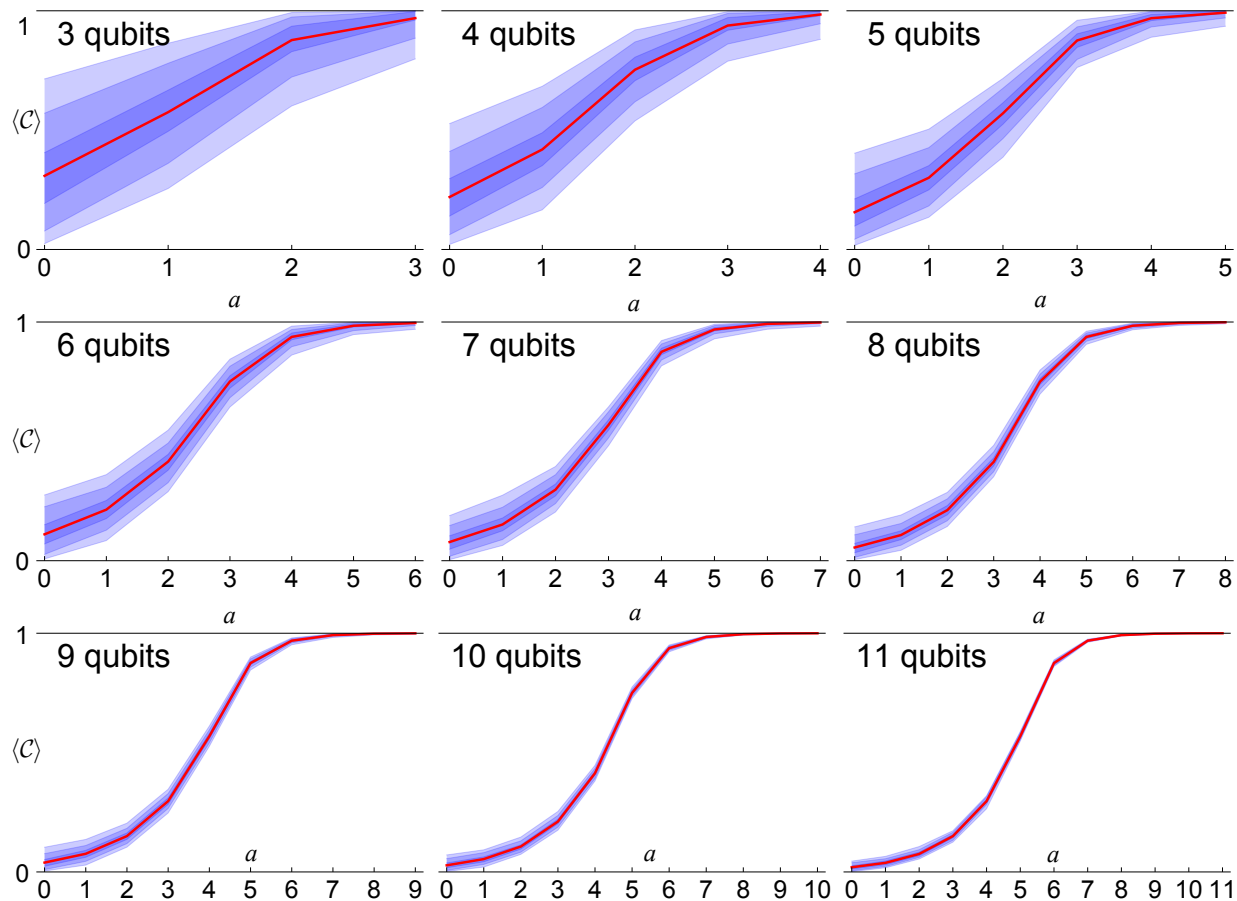 1 3 qubits 4 qubits 5 qubits
⟨𝒞⟩
0
0 1 2 3 0 1 2 3 4 0 1 2 3 4 5
a a a
1 6 qubits 7 qubits 8 qubits
⟨𝒞⟩
0
0 1 2 3 4 5 6 0 1 2 3 4 5 6 7 0 1 2 3 4 5 6 7 8
a a a
1 9 qubits 10 qubits 11 qubits
⟨𝒞⟩
a a a
0
0 1 2 3 4 5 6 7 8 9 0 1 2 3 4 5 6 7 8 9 10 0 1 2 3 4 5 6 7 8 9 10 11